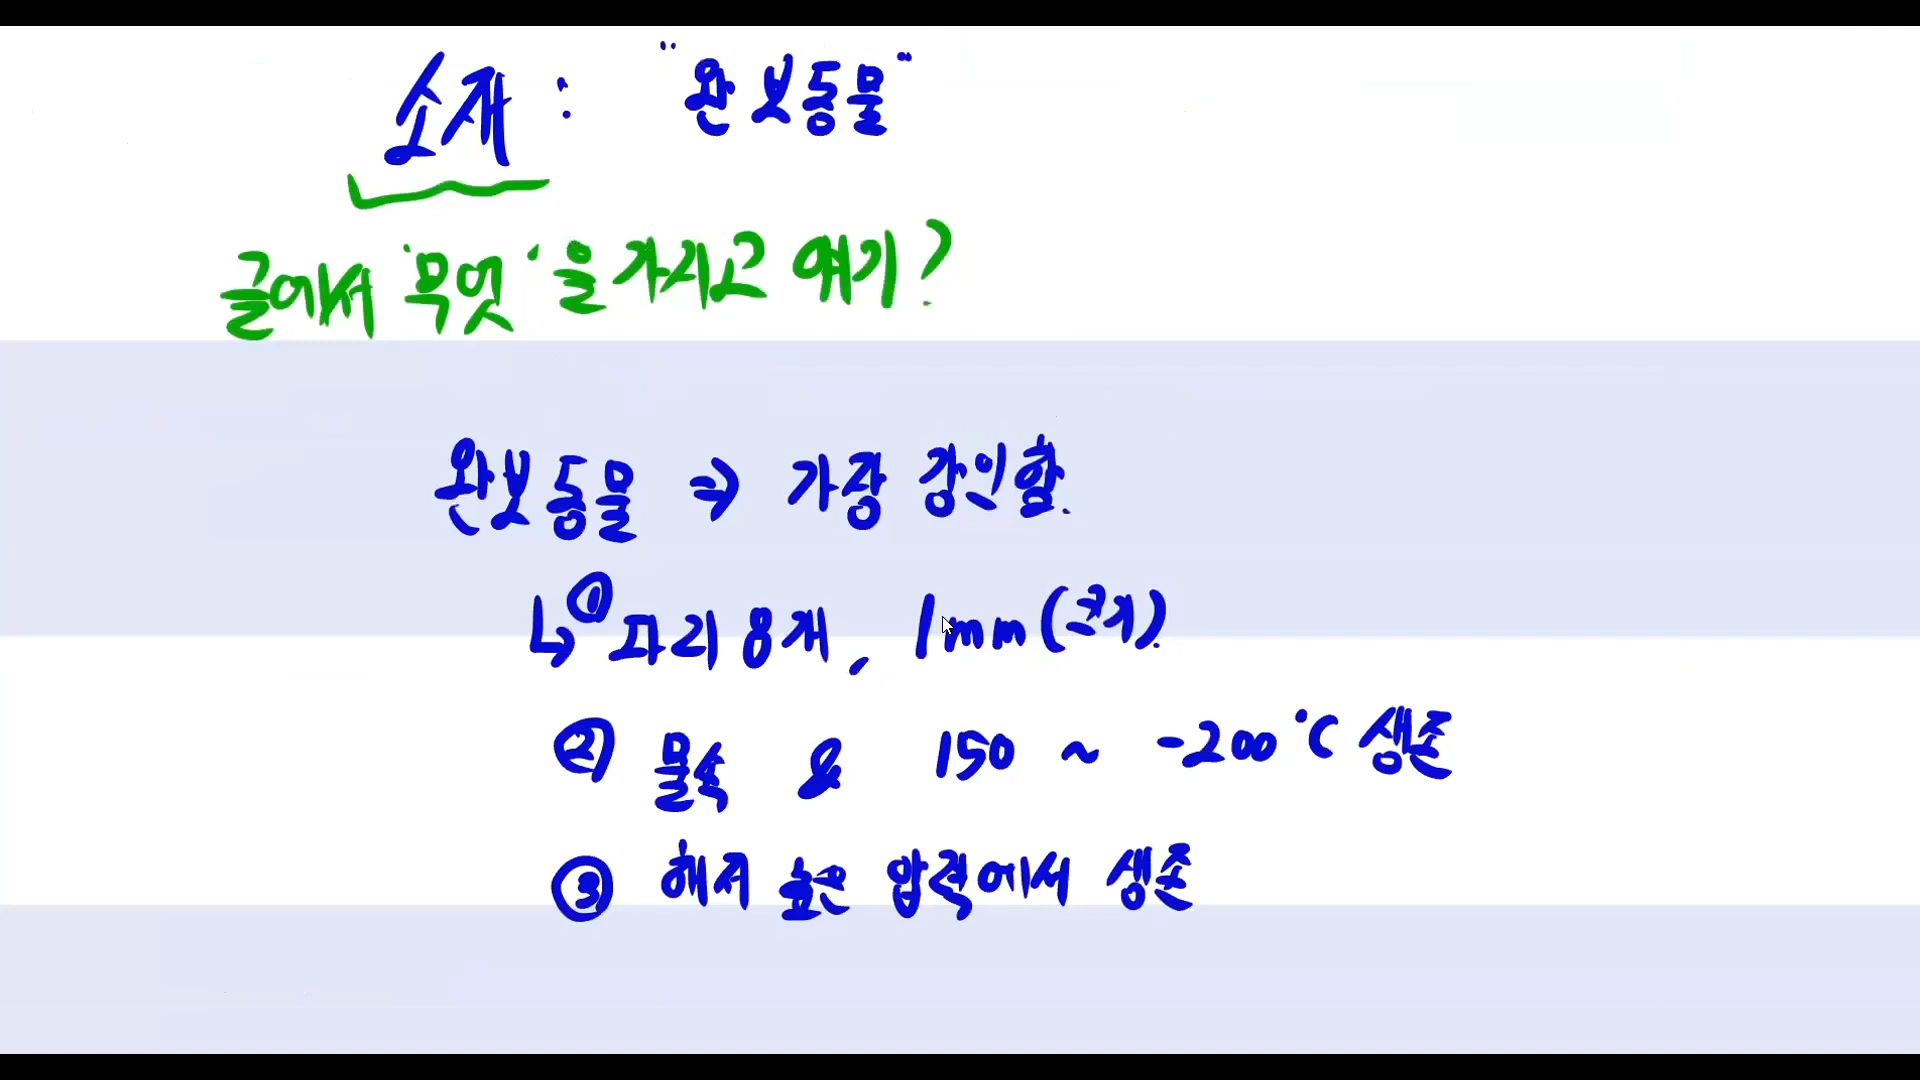 소재 : "완보동물"
글에서 '무엇'을 가지고 얘기?
완보동물 ⇒ 가장 강인함.
↳ ① 다리 8개, 1mm (크기).
② 물속 & 150 ~ -200℃ 생존
③ 해저 높은 압력에서 생존